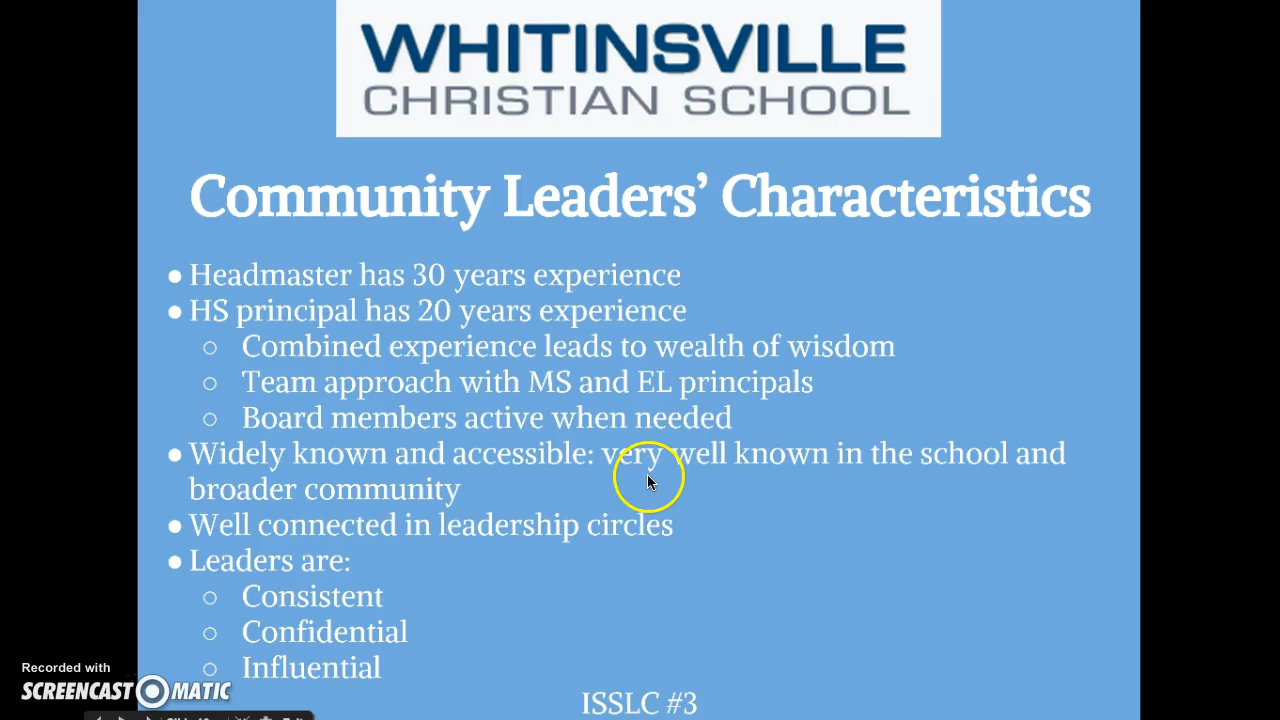 WHITINSVILLE
CHRISTIAN SCHOOL
Community Leaders’ Characteristics
● Headmaster has 30 years experience
● HS principal has 20 years experience
○ Combined experience leads to wealth of wisdom
○ Team approach with MS and EL principals
○ Board members active when needed
● Widely known and accessible: very well known in the school and
broader community
● Well connected in leadership circles
● Leaders are:
○ Consistent
○ Confidential
○ Influential
Recorded with
SCREENCAST MATIC
ISSLC #3